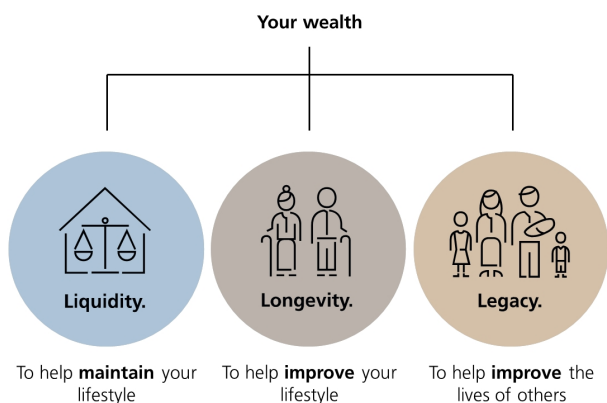 Your wealth
Liquidity.
Longevity.
Legacy.
To help maintain your
lifestyle
To help improve your
lifestyle
To help improve the
lives of others